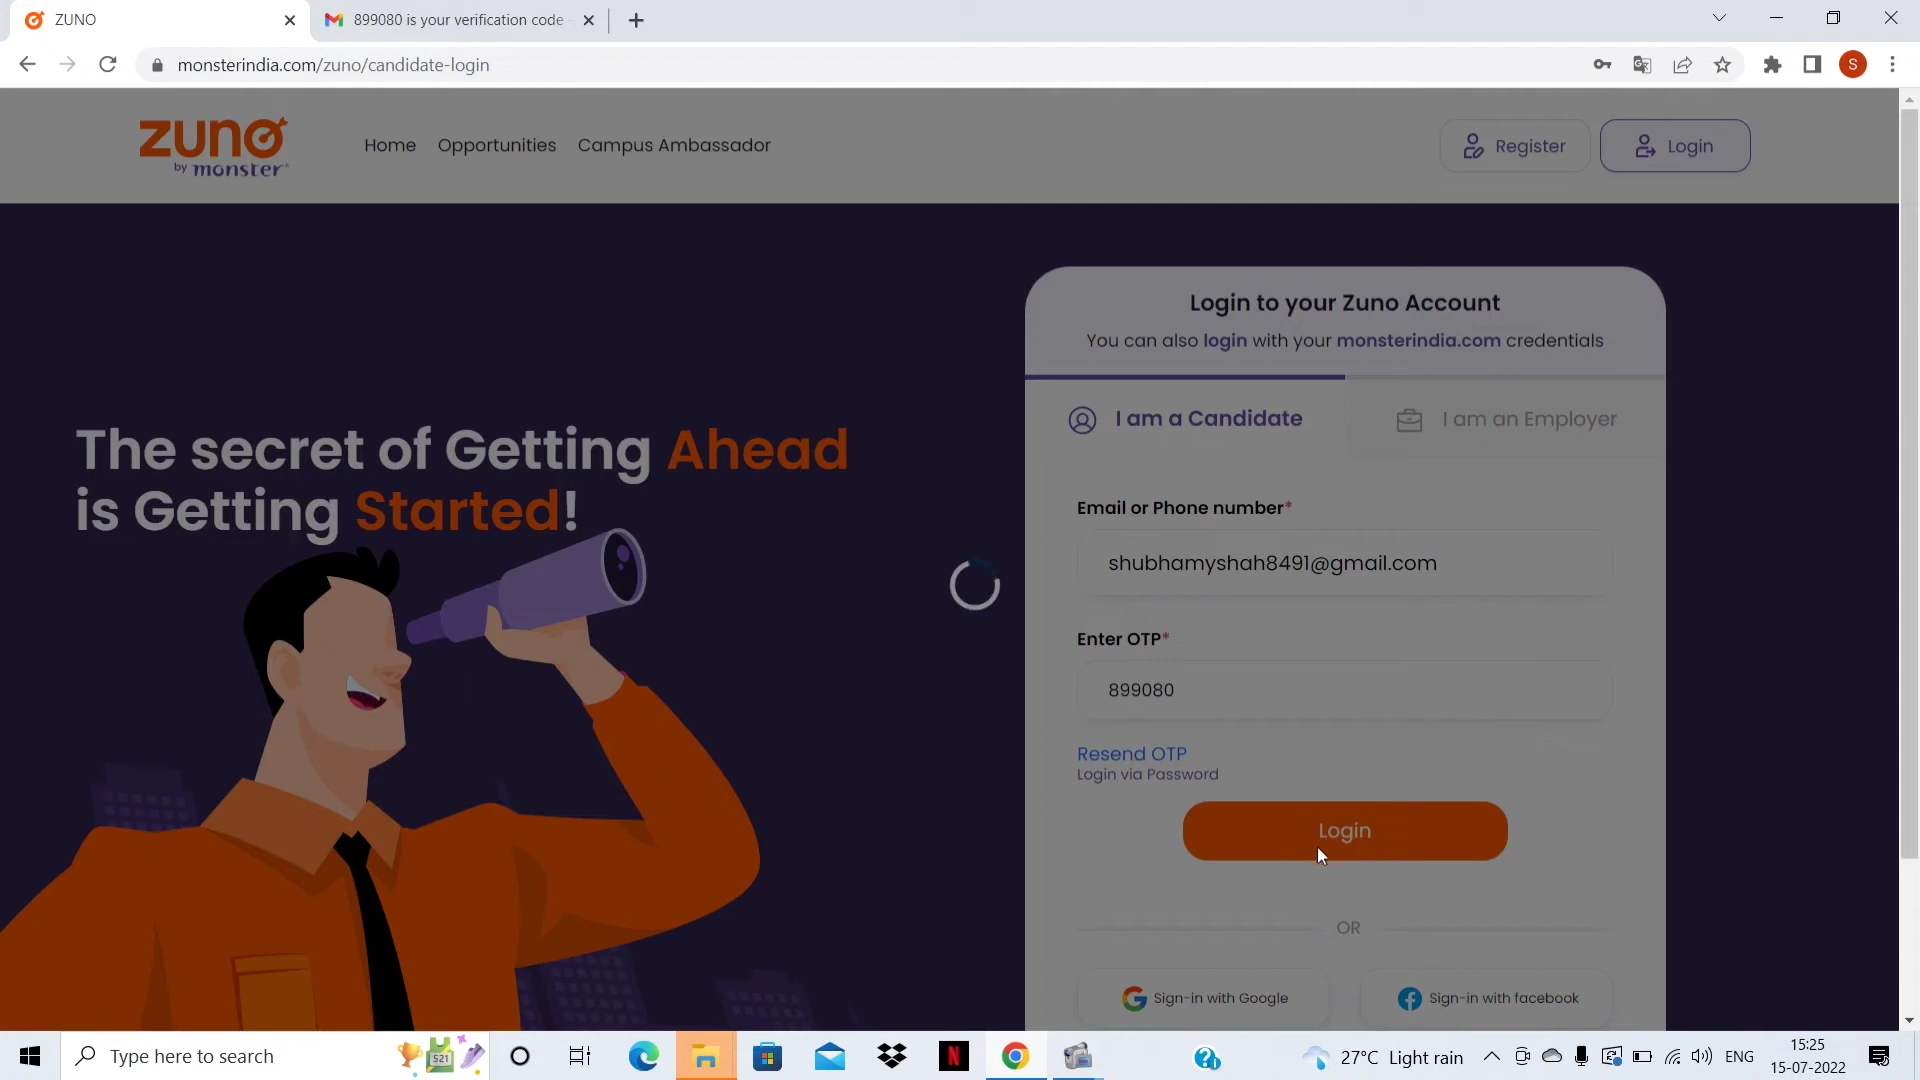 ZUNO
899080 is your verification code
monsterindia.com/zuno/candidate-login
S
zuno
by monster
Home
Opportunities
Campus Ambassador
Register
Login
The secret of Getting Ahead
is Getting Started!
Login to your Zuno Account
You can also login with your monsterindia.com credentials
I am a Candidate
I am an Employer
Email or Phone number*
shubhamyshah8491@gmail.com
Enter OTP*
899080
Resend OTP
Login via Password
Login
OR
Sign-in with Google
Sign-in with facebook
Type here to search
521
27°C Light rain
ENG
15:25
15-07-2022